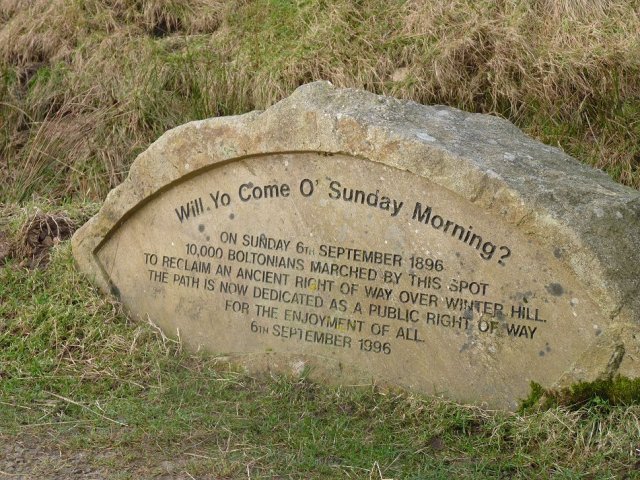 Will Yo Come O' Sunday Morning?
ON SUNDAY 6TH SEPTEMBER 1896
10,000 BOLTONIANS MARCHED BY THIS SPOT
TO RECLAIM AN ANCIENT RIGHT OF WAY OVER WINTER HILL.
THE PATH IS NOW DEDICATED AS A PUBLIC RIGHT OF WAY
FOR THE ENJOYMENT OF ALL.
6TH SEPTEMBER 1996